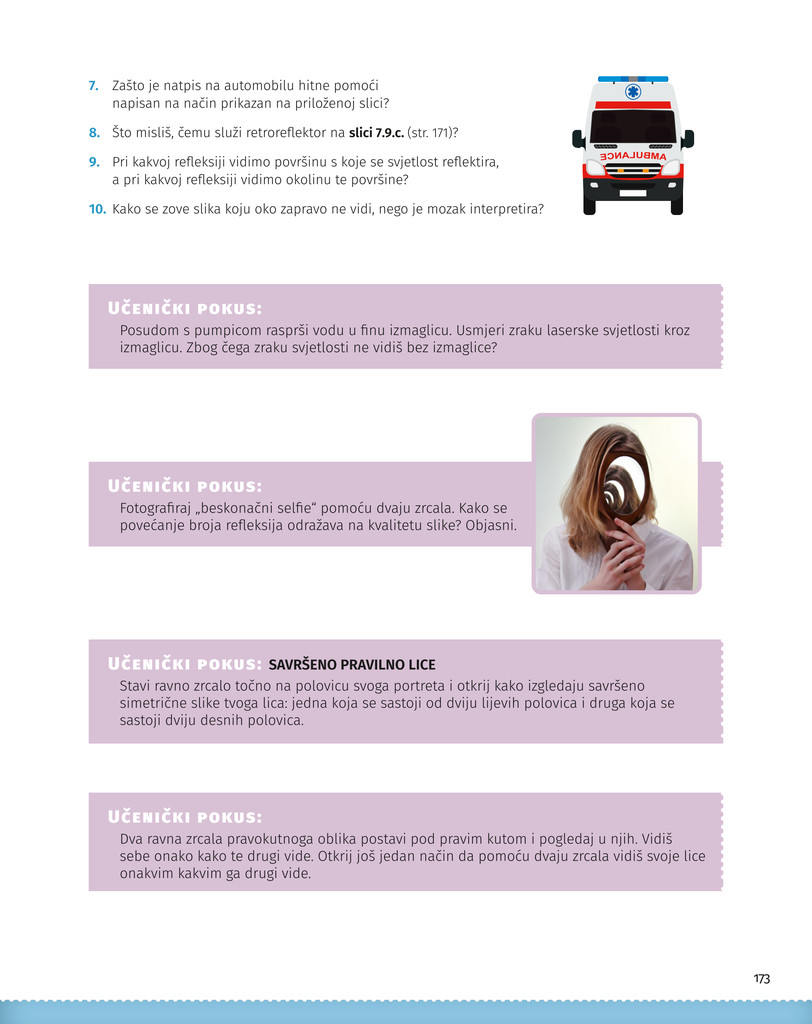 7. Zašto je natpis na automobilu hitne pomoći
napisan na način prikazan na priloženoj slici?
8. Što misliš, čemu služi retroreflektor na slici 7.9.c. (str. 171)?
9. Pri kakvoj refleksiji vidimo površinu s koje se svjetlost reflektira,
a pri kakvoj refleksiji vidimo okolinu te površine?
10. Kako se zove slika koju oko zapravo ne vidi, nego je mozak interpretira?
AMBULANCE
Učenički pokus:
Posudom s pumpicom rasprši vodu u finu izmaglicu. Usmjeri zraku laserske svjetlosti kroz
izmaglicu. Zbog čega zraku svjetlosti ne vidiš bez izmaglice?
Učenički pokus:
Fotografiraj „beskonačni selfie“ pomoću dvaju zrcala. Kako se
povećanje broja refleksija odražava na kvalitetu slike? Objasni.
Učenički pokus: SAVRŠENO PRAVILNO LICE
Stavi ravno zrcalo točno na polovicu svoga portreta i otkrij kako izgledaju savršeno
simetrične slike tvoga lica: jedna koja se sastoji od dviju lijevih polovica i druga koja se
sastoji dviju desnih polovica.
Učenički pokus:
Dva ravna zrcala pravokutnoga oblika postavi pod pravim kutom i pogledaj u njih. Vidiš
sebe onako kako te drugi vide. Otkrij još jedan način da pomoću dvaju zrcala vidiš svoje lice
onakvim kakvim ga drugi vide.
173